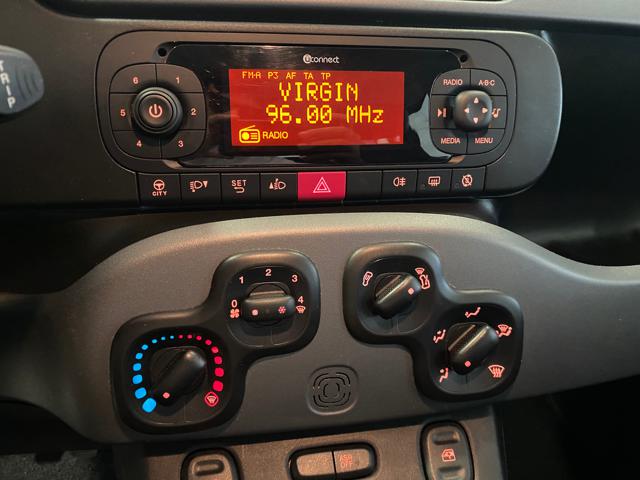 TRIP
Uconnect
FM-A P3 AF TA TP
VIRGIN
96.00 MHz
RADIO
6 1
5 2
4 3
RADIO A-B-C
MEDIA MENU
CITY
SET
0 1 2 3 4
ASR
OFF